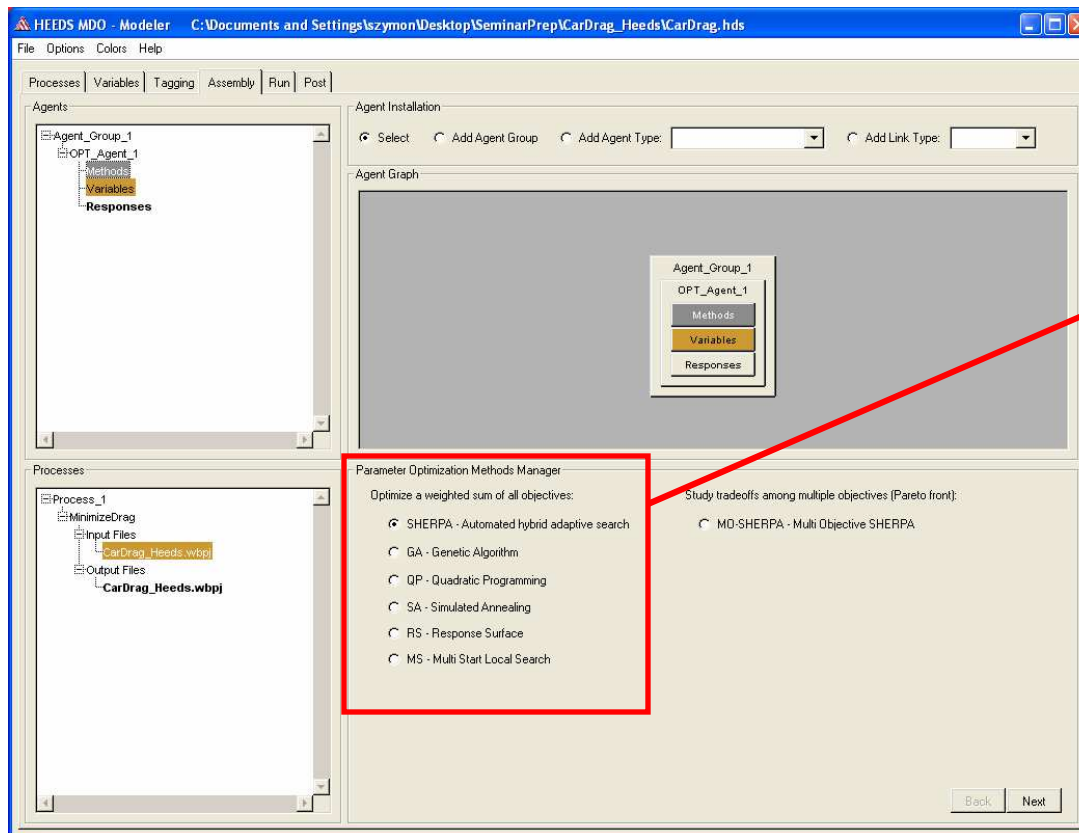 HEEDS MDO - Modeler C:\Documents and Settings\szymon\Desktop\SeminarPrep\CarDrag_Heeds\CarDrag.hds
File Options Colors Help
Processes Variables Tagging Assembly Run Post
Agents
Agent_Group_1
OPT_Agent_1
Methods
Variables
Responses
Agent Installation
Select Add Agent Group Add Agent Type: Add Link Type:
Agent Graph
Agent_Group_1
OPT_Agent_1
Methods
Variables
Responses
Processes
Process_1
MinimizeDrag
Input Files
CarDrag_Heeds.wbpj
Output Files
CarDrag_Heeds.wbpj
Parameter Optimization Methods Manager
Optimize a weighted sum of all objectives:
SHERPA - Automated hybrid adaptive search
GA - Genetic Algorithm
QP - Quadratic Programming
SA - Simulated Annealing
RS - Response Surface
MS - Multi Start Local Search
Study tradeoffs among multiple objectives (Pareto front):
MO-SHERPA - Multi Objective SHERPA
Back Next